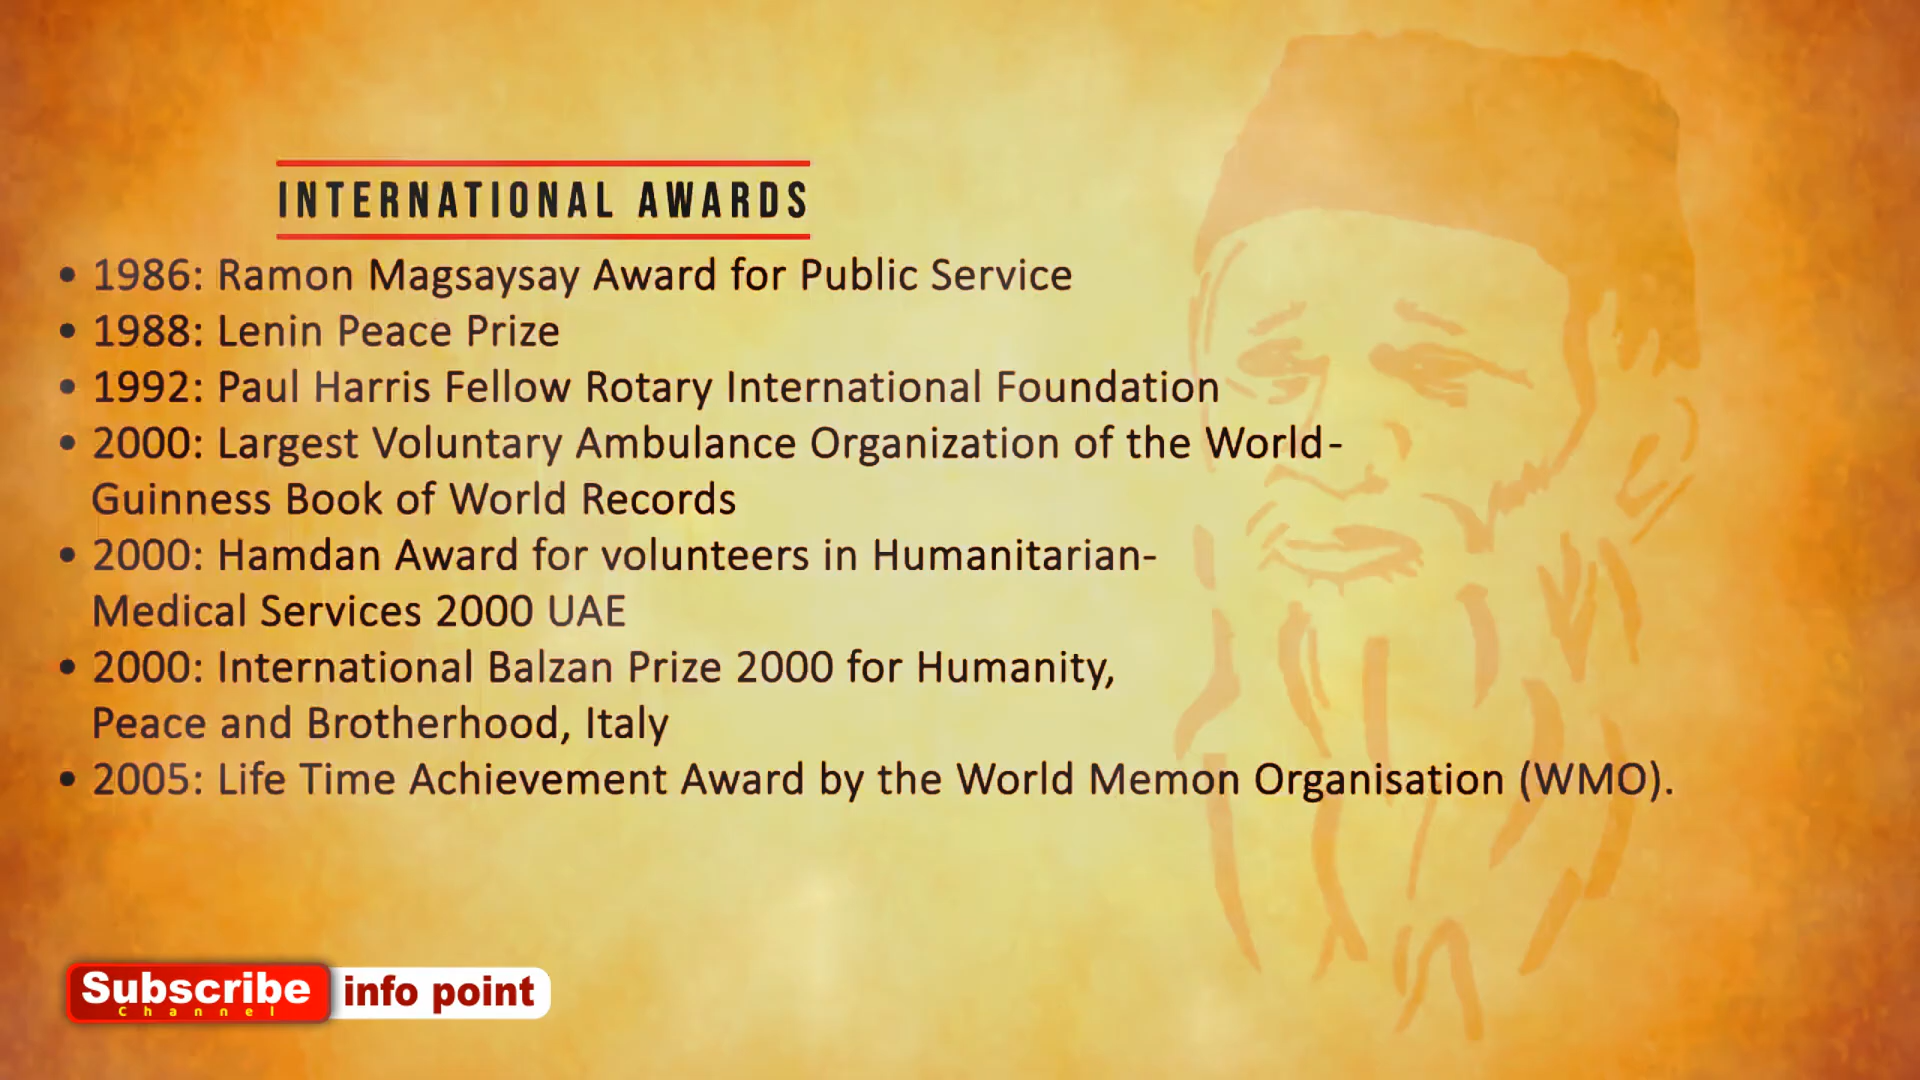 INTERNATIONAL AWARDS
• 1986: Ramon Magsaysay Award for Public Service
• 1988: Lenin Peace Prize
• 1992: Paul Harris Fellow Rotary International Foundation
• 2000: Largest Voluntary Ambulance Organization of the World-
Guinness Book of World Records
• 2000: Hamdan Award for volunteers in Humanitarian-
Medical Services 2000 UAE
• 2000: International Balzan Prize 2000 for Humanity,
Peace and Brotherhood, Italy
• 2005: Life Time Achievement Award by the World Memon Organisation (WMO).
Subscribe info point
Channel